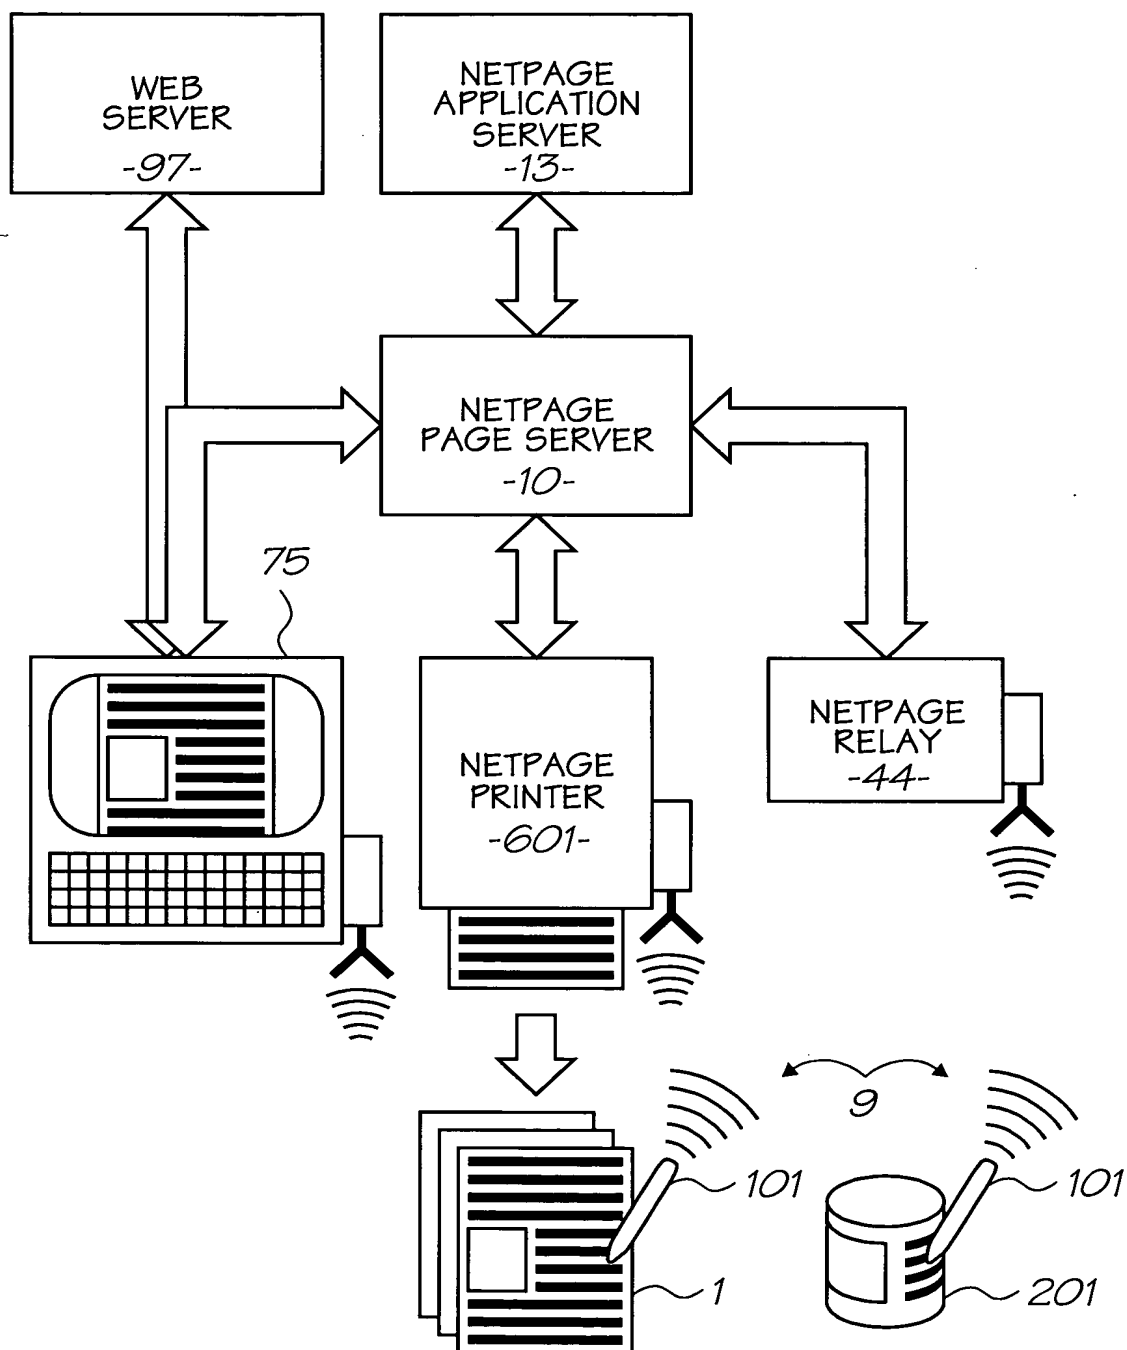 WEB
SERVER
-97-
NETPAGE
APPLICATION
SERVER
-13-
NETPAGE
PAGE SERVER
-10-
75
NETPAGE
PRINTER
-601-
NETPAGE
RELAY
-44-
9
101
101
1
201